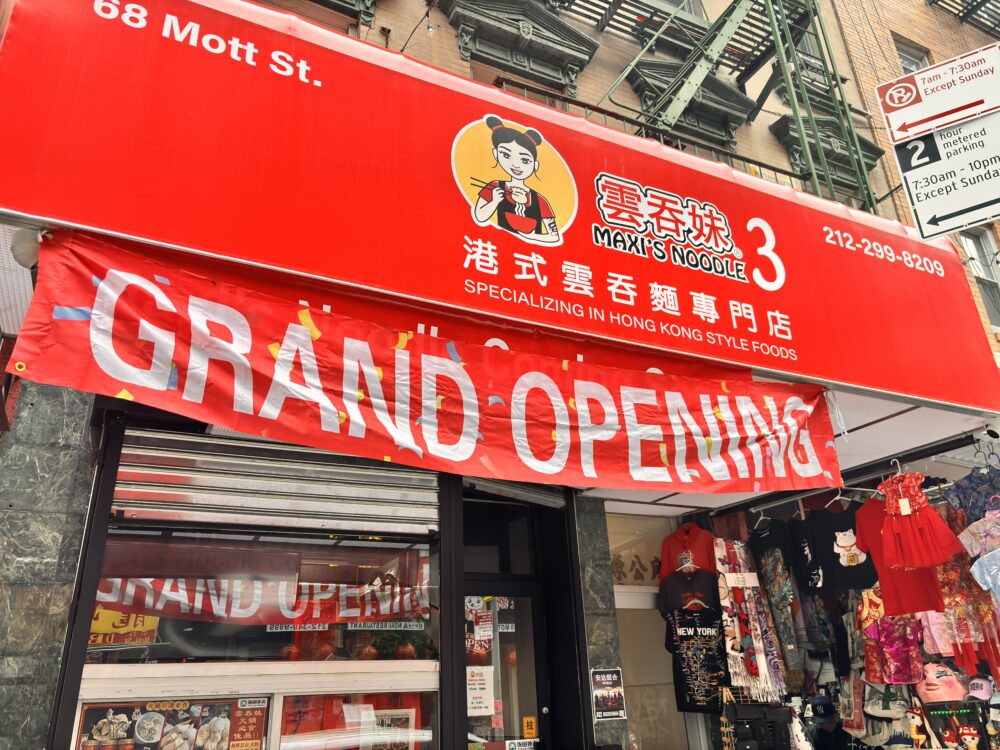 68 Mott St.
雲吞妹
MAXI'S NOODLE
3
212-299-8209
港式雲吞麵專門店
SPECIALIZING IN HONG KONG STYLE FOODS
GRAND OPENING
7am - 7:30am
Except Sunday
2 hour
metered
parking
7:30am - 10pm
Except Sunday
GRAND OPENIN
OPEN
NEW YORK